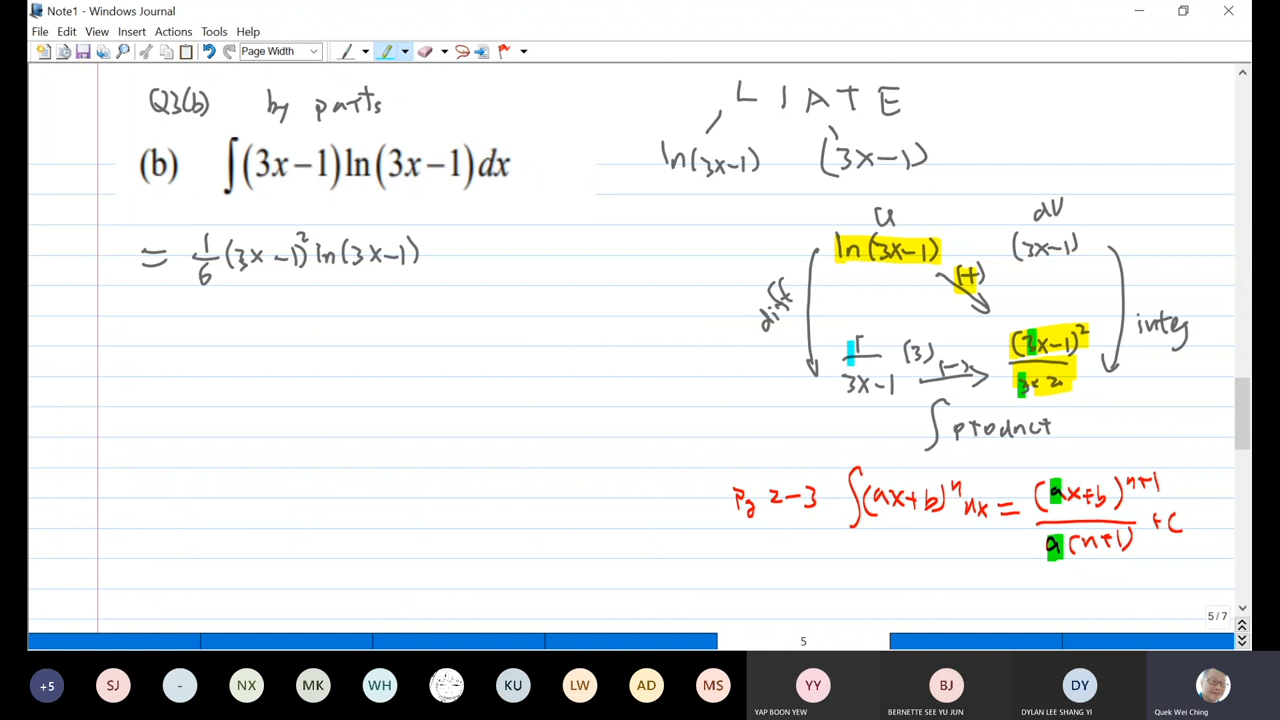 Note1 - Windows Journal
File Edit View Insert Actions Tools Help
Page Width
Q3(b) by parts
L I A T E
(b) ∫(3x−1)ln(3x−1)dx
ln(3x−1) (3x−1)
u dv
= 1/6 (3x−1)² ln(3x−1)
ln(3x−1) (+) (3x−1)
diff integ
1/(3x−1) (3) (−) (3x−1)²/(3×2)
∫ product
Pg 2-3 ∫(ax+b)ⁿ nx = (ax+b)ⁿ⁺¹/(a(n+1)) +C
5/7
5
+5 SJ - NX MK WH KU LW AD MS YY BJ DY
YAP BOON YEW BERNETTE SEE YU JUN DYLAN LEE SHANG YI Quek Wei Ching